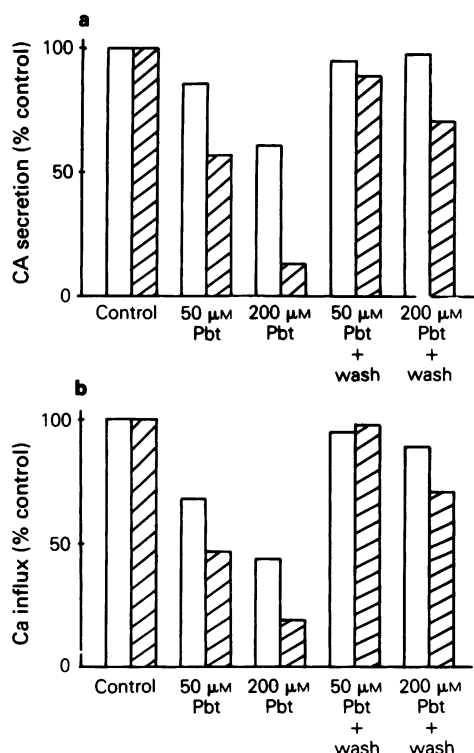 a
CA secretion (% control)
100
50
0
Control 50 μM 200 μM 50 μM 200 μM
Pbt Pbt Pbt Pbt
+ +
wash wash
b
Ca influx (% control)
100
50
0
Control 50 μM 200 μM 50 μM 200 μM
Pbt Pbt Pbt Pbt
+ +
wash wash